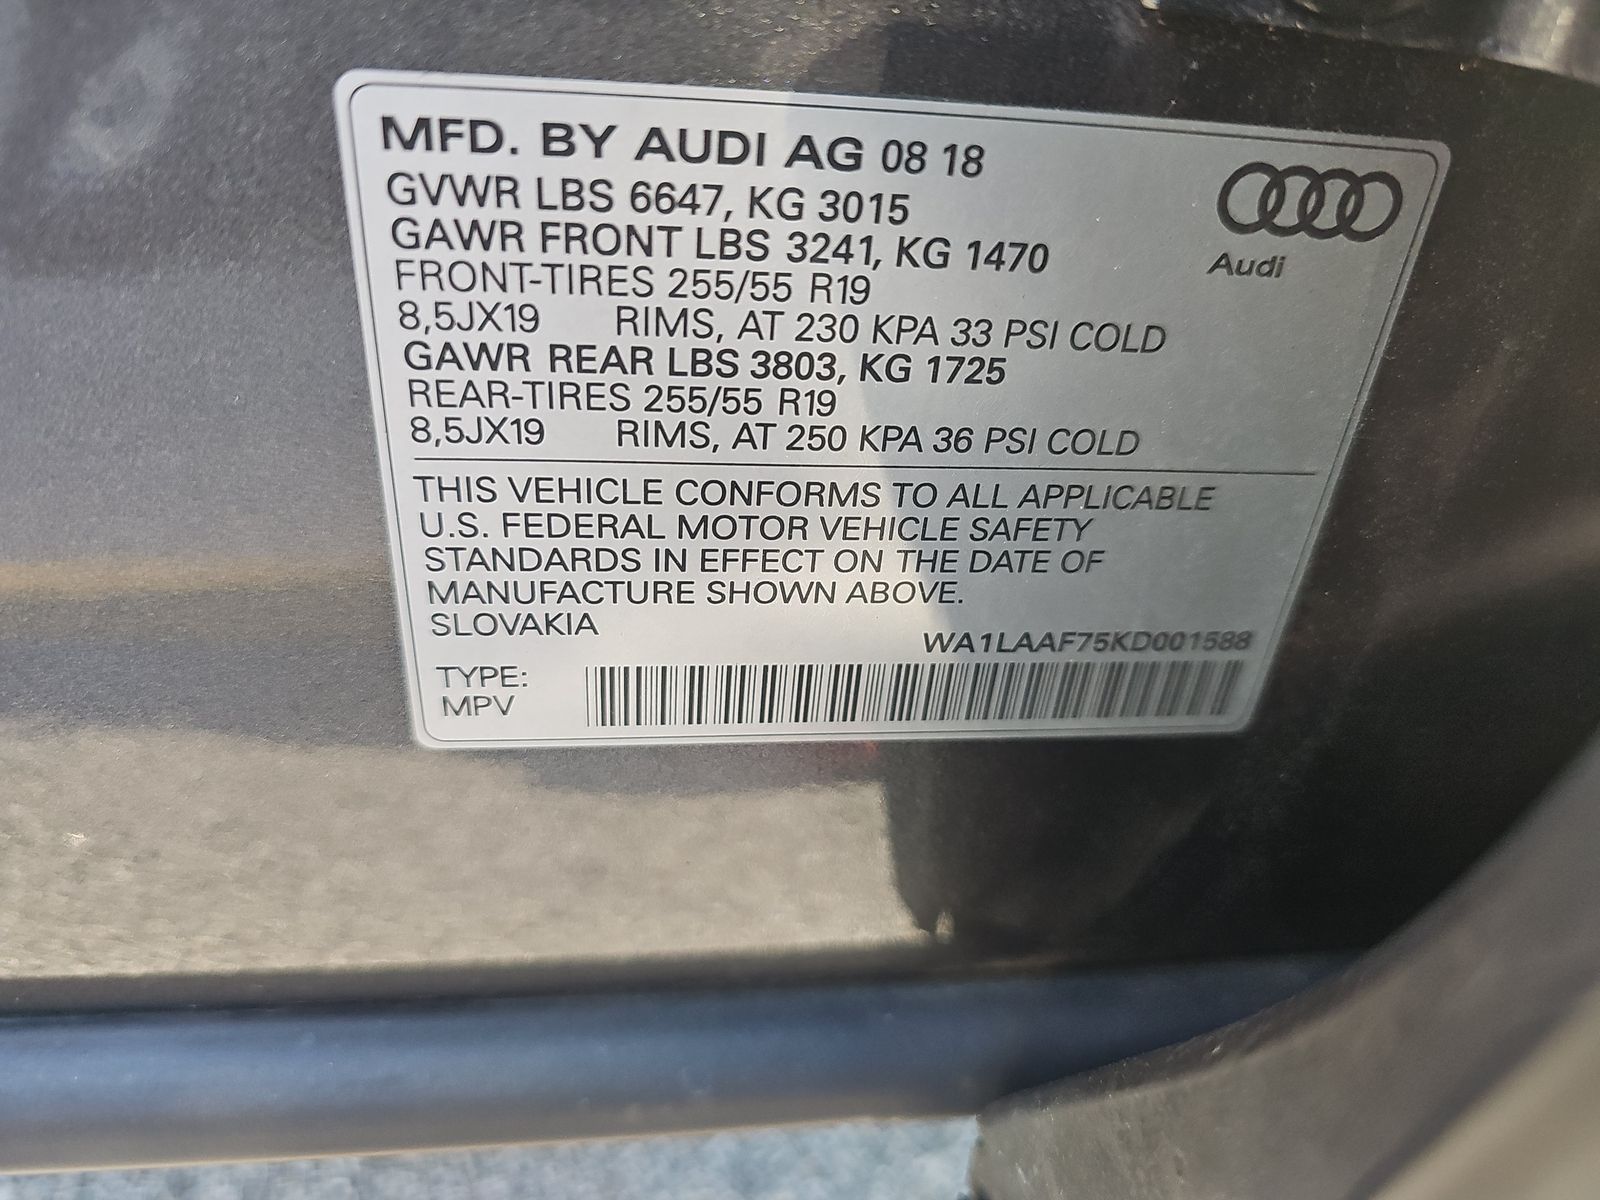 MFD. BY AUDI AG 08 18
GVWR LBS 6647, KG 3015
GAWR FRONT LBS 3241, KG 1470
FRONT-TIRES 255/55 R19
8,5JX19 RIMS, AT 230 KPA 33 PSI COLD
GAWR REAR LBS 3803, KG 1725
REAR-TIRES 255/55 R19
8,5JX19 RIMS, AT 250 KPA 36 PSI COLD
Audi
THIS VEHICLE CONFORMS TO ALL APPLICABLE
U.S. FEDERAL MOTOR VEHICLE SAFETY
STANDARDS IN EFFECT ON THE DATE OF
MANUFACTURE SHOWN ABOVE.
SLOVAKIA
WA1LAAF75KD001588
TYPE:
MPV